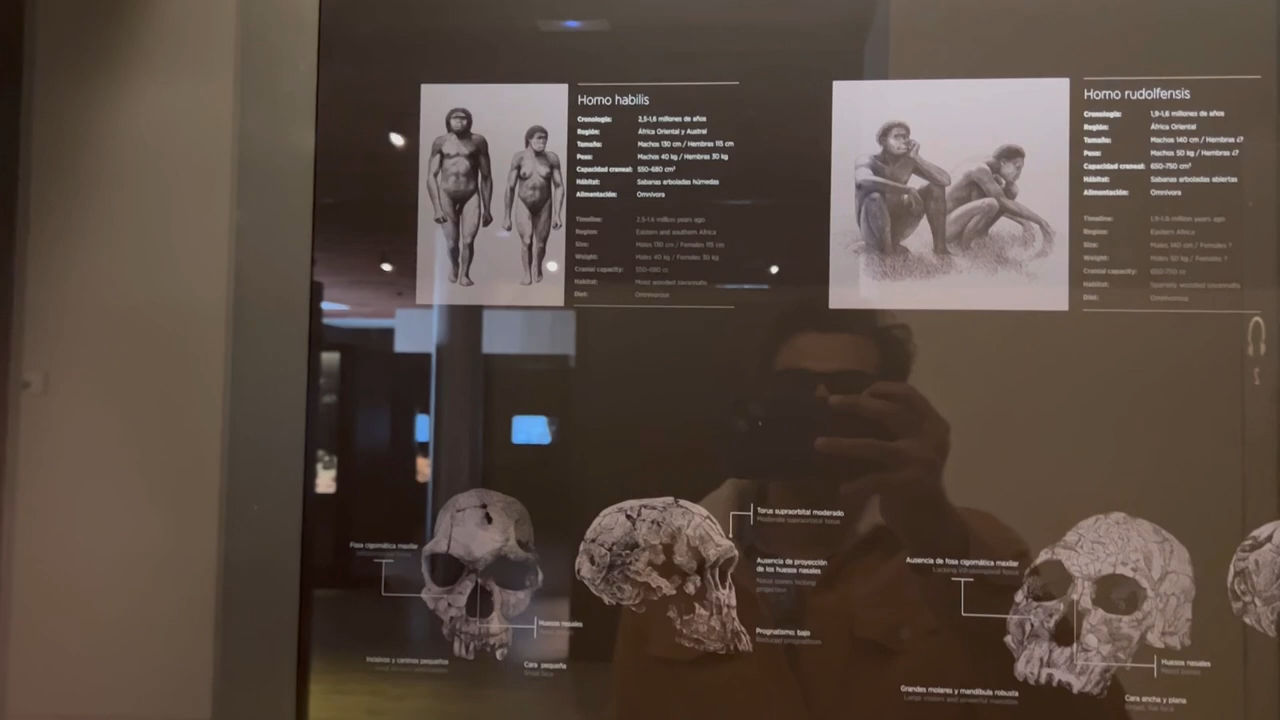 Homo habilis
Cronología: 2,5-1,6 millones de años
Región: África Oriental y Austral
Tamaño: Machos 130 cm / Hembras 115 cm
Peso: Machos 40 kg / Hembras 30 kg
Capacidad craneal: 550-680 cm³
Hábitat: Sabanas arboladas húmedas
Alimentación: Omnívora
Timeline: 2.5-1.6 million years ago
Region: Eastern and southern Africa
Size: Males 130 cm / Females 115 cm
Weight: Males 40 kg / Females 30 kg
Cranial capacity: 550-680 cc
Habitat: Moist wooded savannahs
Diet: Omnivorous
Homo rudolfensis
Cronología: 1,9-1,6 millones de años
Región: África Oriental
Tamaño: Machos 140 cm / Hembras ¿?
Peso: Machos 50 kg / Hembras ¿?
Capacidad craneal: 650-750 cm³
Hábitat: Sabanas arboladas abiertas
Alimentación: Omnívora
Timeline: 1.9-1.6 million years ago
Region: Eastern Africa
Size: Males 140 cm / Females ?
Weight: Males 50 kg / Females ?
Cranial capacity: 650-750 cc
Habitat: Sparsely wooded savannahs
Diet: Omnivorous
Fosa cigomática maxilar
Torus supraorbital moderado
Moderate supraorbital torus
Ausencia de proyección
de los huesos nasales
Nasal bones lacking
projection
Huesos nasales
Nasal bones
Prognatismo: bajo
Reduced prognathism
Incisivos y caninos pequeños
Cara pequeña
Small face
Ausencia de fosa cigomática maxilar
Huesos nasales
Nasal bones
Grandes molares y mandíbula robusta
Cara ancha y plana
Broad, flat face